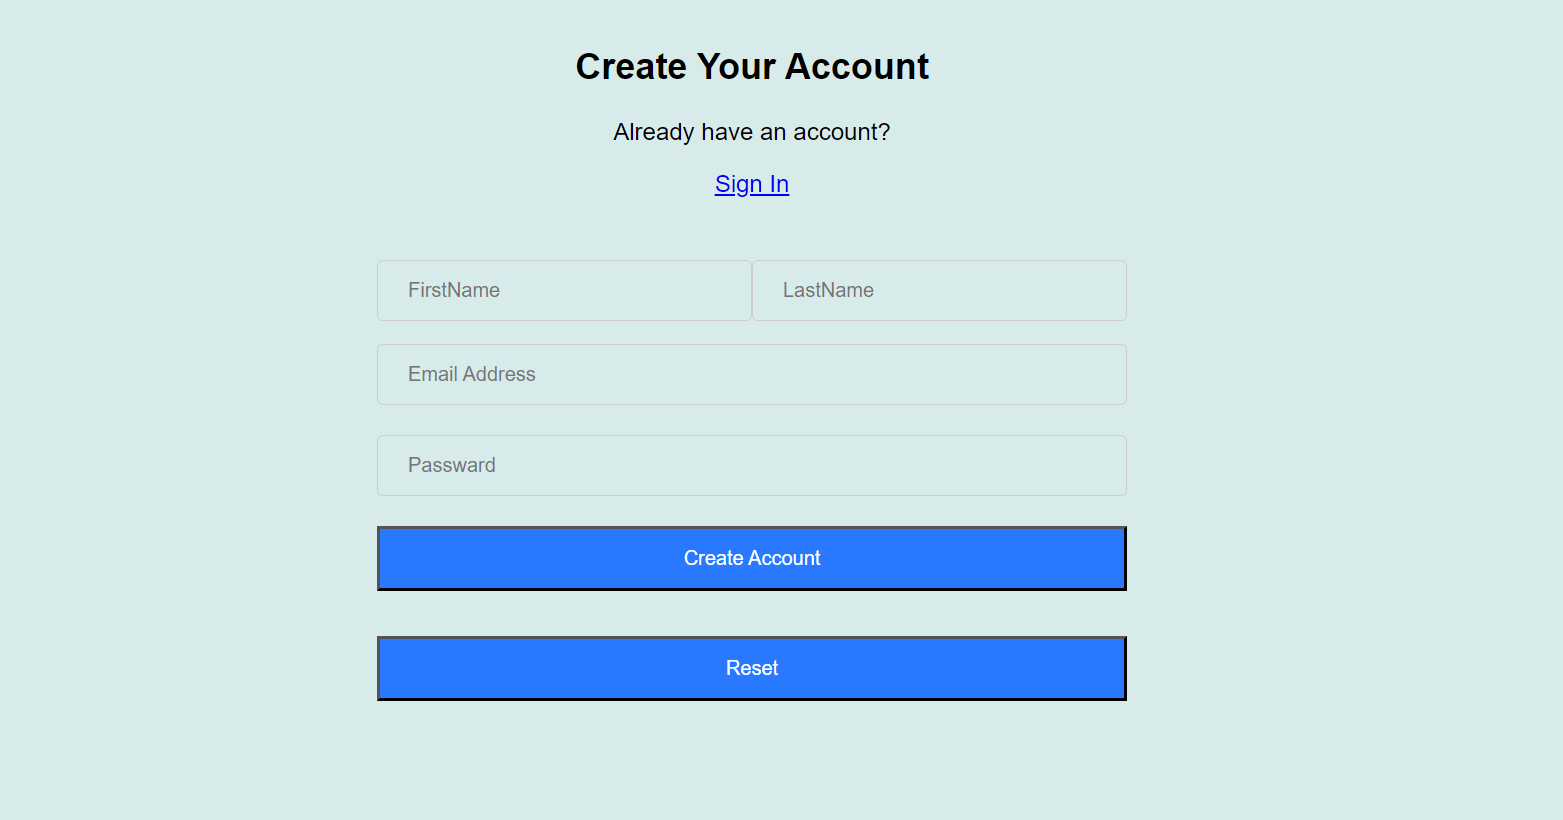 Create Your Account
Already have an account?
Sign In
FirstName LastName
Email Address
Passward
Create Account
Reset